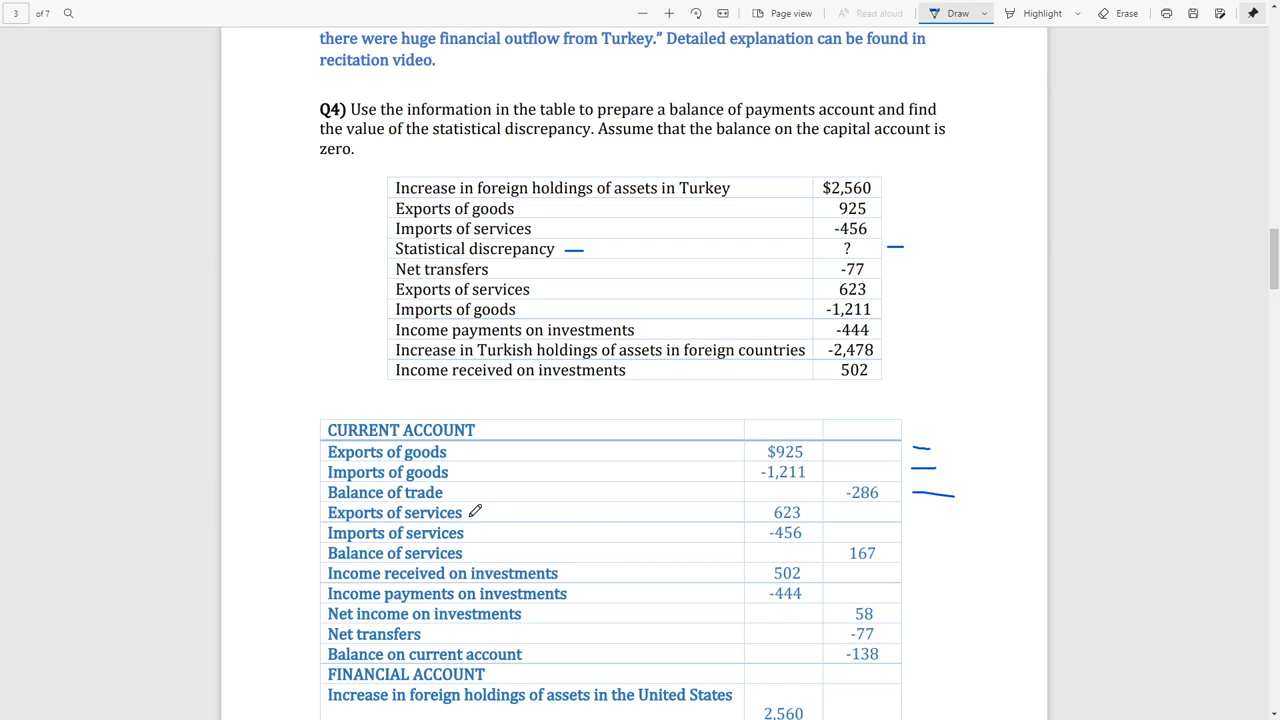 3 of 7 Page view Read aloud Draw Highlight Erase
there were huge financial outflow from Turkey.” Detailed explanation can be found in
recitation video.
Q4) Use the information in the table to prepare a balance of payments account and find
the value of the statistical discrepancy. Assume that the balance on the capital account is
zero.
Increase in foreign holdings of assets in Turkey $2,560
Exports of goods 925
Imports of services -456
Statistical discrepancy ?
Net transfers -77
Exports of services 623
Imports of goods -1,211
Income payments on investments -444
Increase in Turkish holdings of assets in foreign countries -2,478
Income received on investments 502
CURRENT ACCOUNT
Exports of goods $925
Imports of goods -1,211
Balance of trade -286
Exports of services 623
Imports of services -456
Balance of services 167
Income received on investments 502
Income payments on investments -444
Net income on investments 58
Net transfers -77
Balance on current account -138
FINANCIAL ACCOUNT
Increase in foreign holdings of assets in the United States
2,560